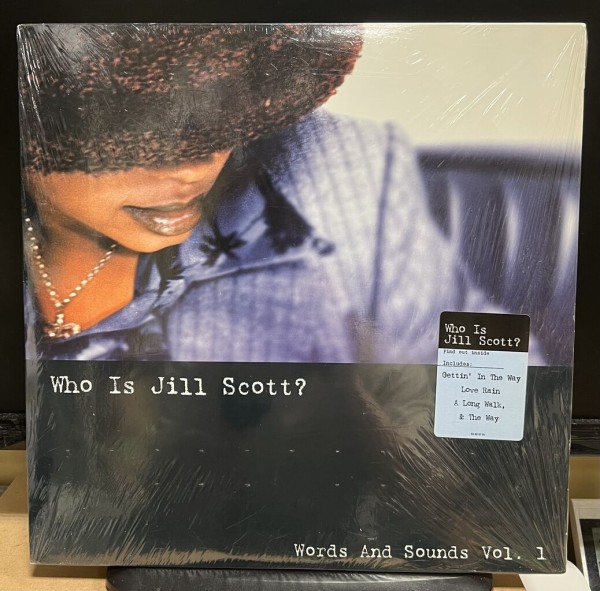 Who Is Jill Scott?
Words And Sounds Vol. 1
Who Is
Jill Scott?
Find out inside
Includes:
Gettin' In The Way
Love Rain
A Long Walk,
& The Way